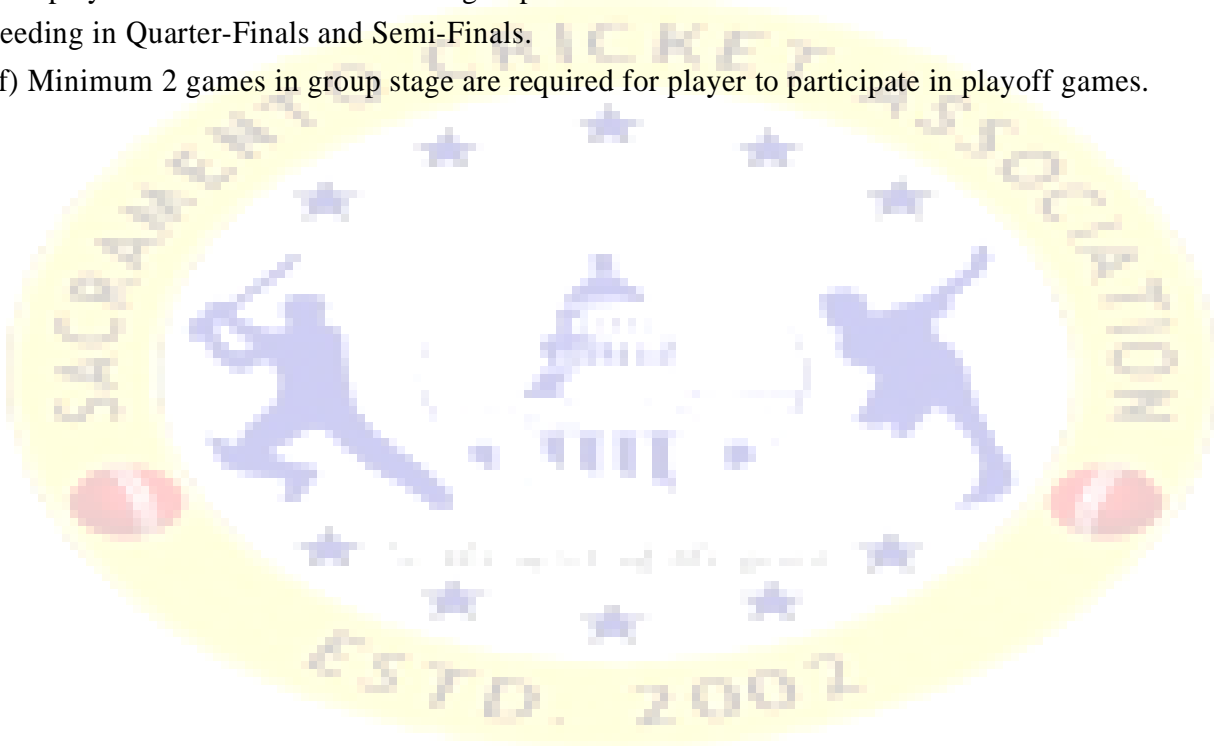 eeding in Quarter-Finals and Semi-Finals.
f) Minimum 2 games in group stage are required for player to participate in playoff games.
SACRAMENTO CRICKET ASSOCIATION
ESTD. 2002